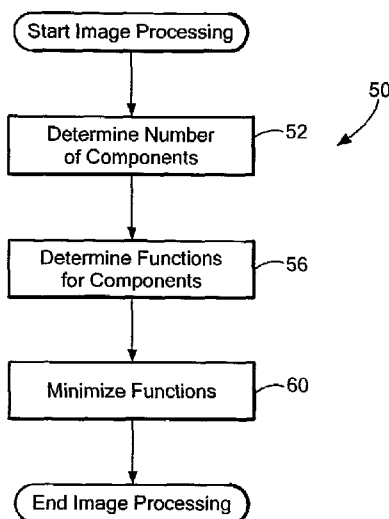 Start Image Processing
50
Determine Number
of Components
52
Determine Functions
for Components
56
Minimize Functions
60
End Image Processing